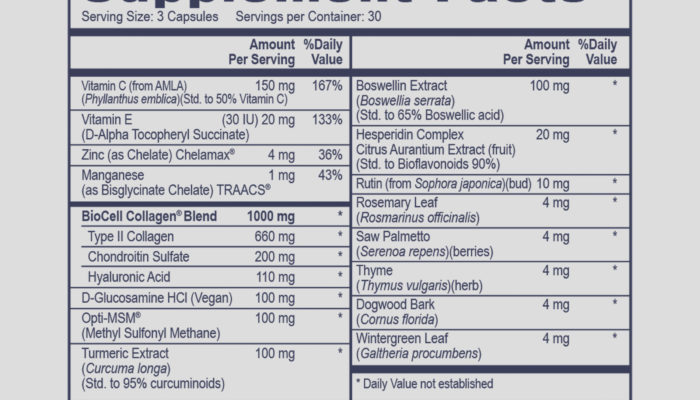 Supplement Facts
Serving Size: 3 Capsules Servings per Container: 30
Amount %Daily
Per Serving Value
Vitamin C (from AMLA) 150 mg 167%
(Phyllanthus emblica)(Std. to 50% Vitamin C)
Vitamin E (30 IU) 20 mg 133%
(D-Alpha Tocopheryl Succinate)
Zinc (as Chelate) Chelamax® 4 mg 36%
Manganese 1 mg 43%
(as Bisglycinate Chelate) TRAACS®
BioCell Collagen® Blend 1000 mg *
Type II Collagen 660 mg *
Chondroitin Sulfate 200 mg *
Hyaluronic Acid 110 mg *
D-Glucosamine HCl (Vegan) 100 mg *
Opti-MSM® 100 mg *
(Methyl Sulfonyl Methane)
Turmeric Extract 100 mg *
(Curcuma longa)
(Std. to 95% curcuminoids)
Amount %Daily
Per Serving Value
Boswellin Extract 100 mg *
(Boswellia serrata)
(Std. to 65% Boswellic acid)
Hesperidin Complex 20 mg *
Citrus Aurantium Extract (fruit)
(Std. to Bioflavonoids 90%)
Rutin (from Sophora japonica)(bud) 10 mg *
Rosemary Leaf 4 mg *
(Rosmarinus officinalis)
Saw Palmetto 4 mg *
(Serenoa repens)(berries)
Thyme 4 mg *
(Thymus vulgaris)(herb)
Dogwood Bark 4 mg *
(Cornus florida)
Wintergreen Leaf 4 mg *
(Galtheria procumbens)
* Daily Value not established